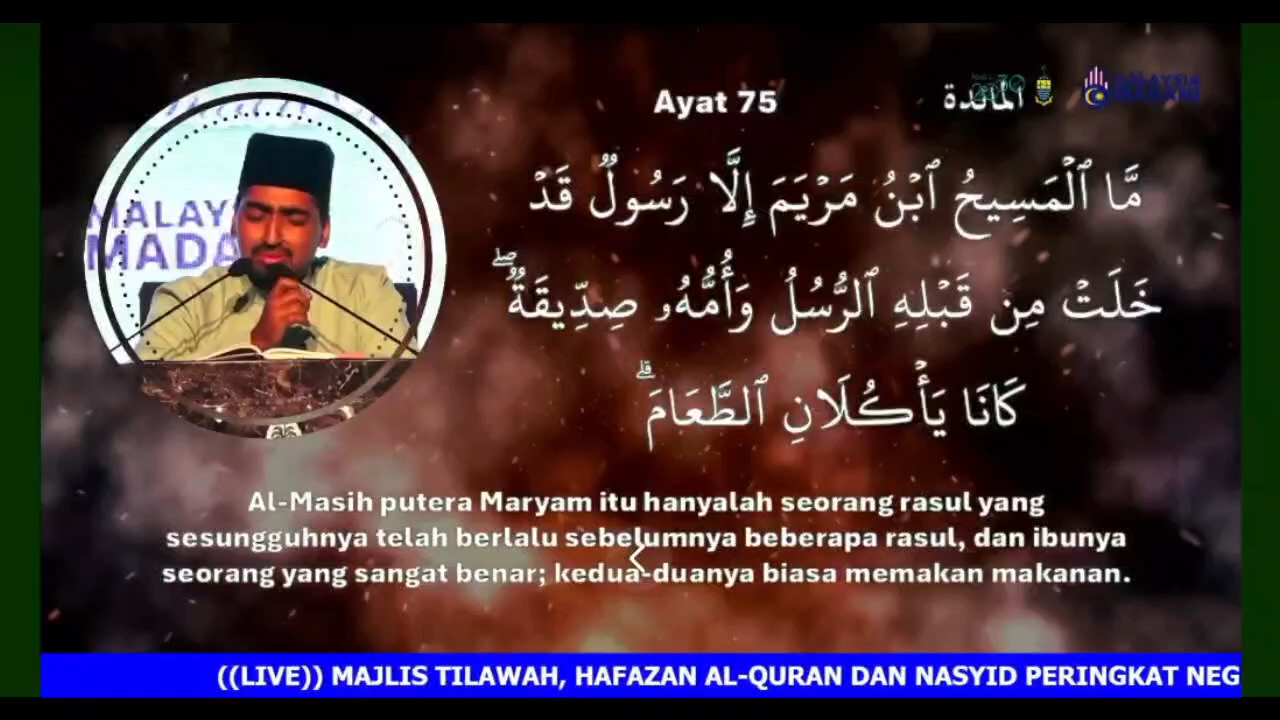 Ayat 75
المائدة
MALAY
MADA
مَّا ٱلْمَسِيحُ ٱبْنُ مَرْيَمَ إِلَّا رَسُولٌ قَدْ
خَلَتْ مِن قَبْلِهِ ٱلرُّسُلُ وَأُمُّهُۥ صِدِّيقَةٌ ۖ
كَانَا يَأْكُلَانِ ٱلطَّعَامَ ۗ
Al-Masih putera Maryam itu hanyalah seorang rasul yang
sesungguhnya telah berlalu sebelumnya beberapa rasul, dan ibunya
seorang yang sangat benar; kedua-duanya biasa memakan makanan.
((LIVE)) MAJLIS TILAWAH, HAFAZAN AL-QURAN DAN NASYID PERINGKAT NEG